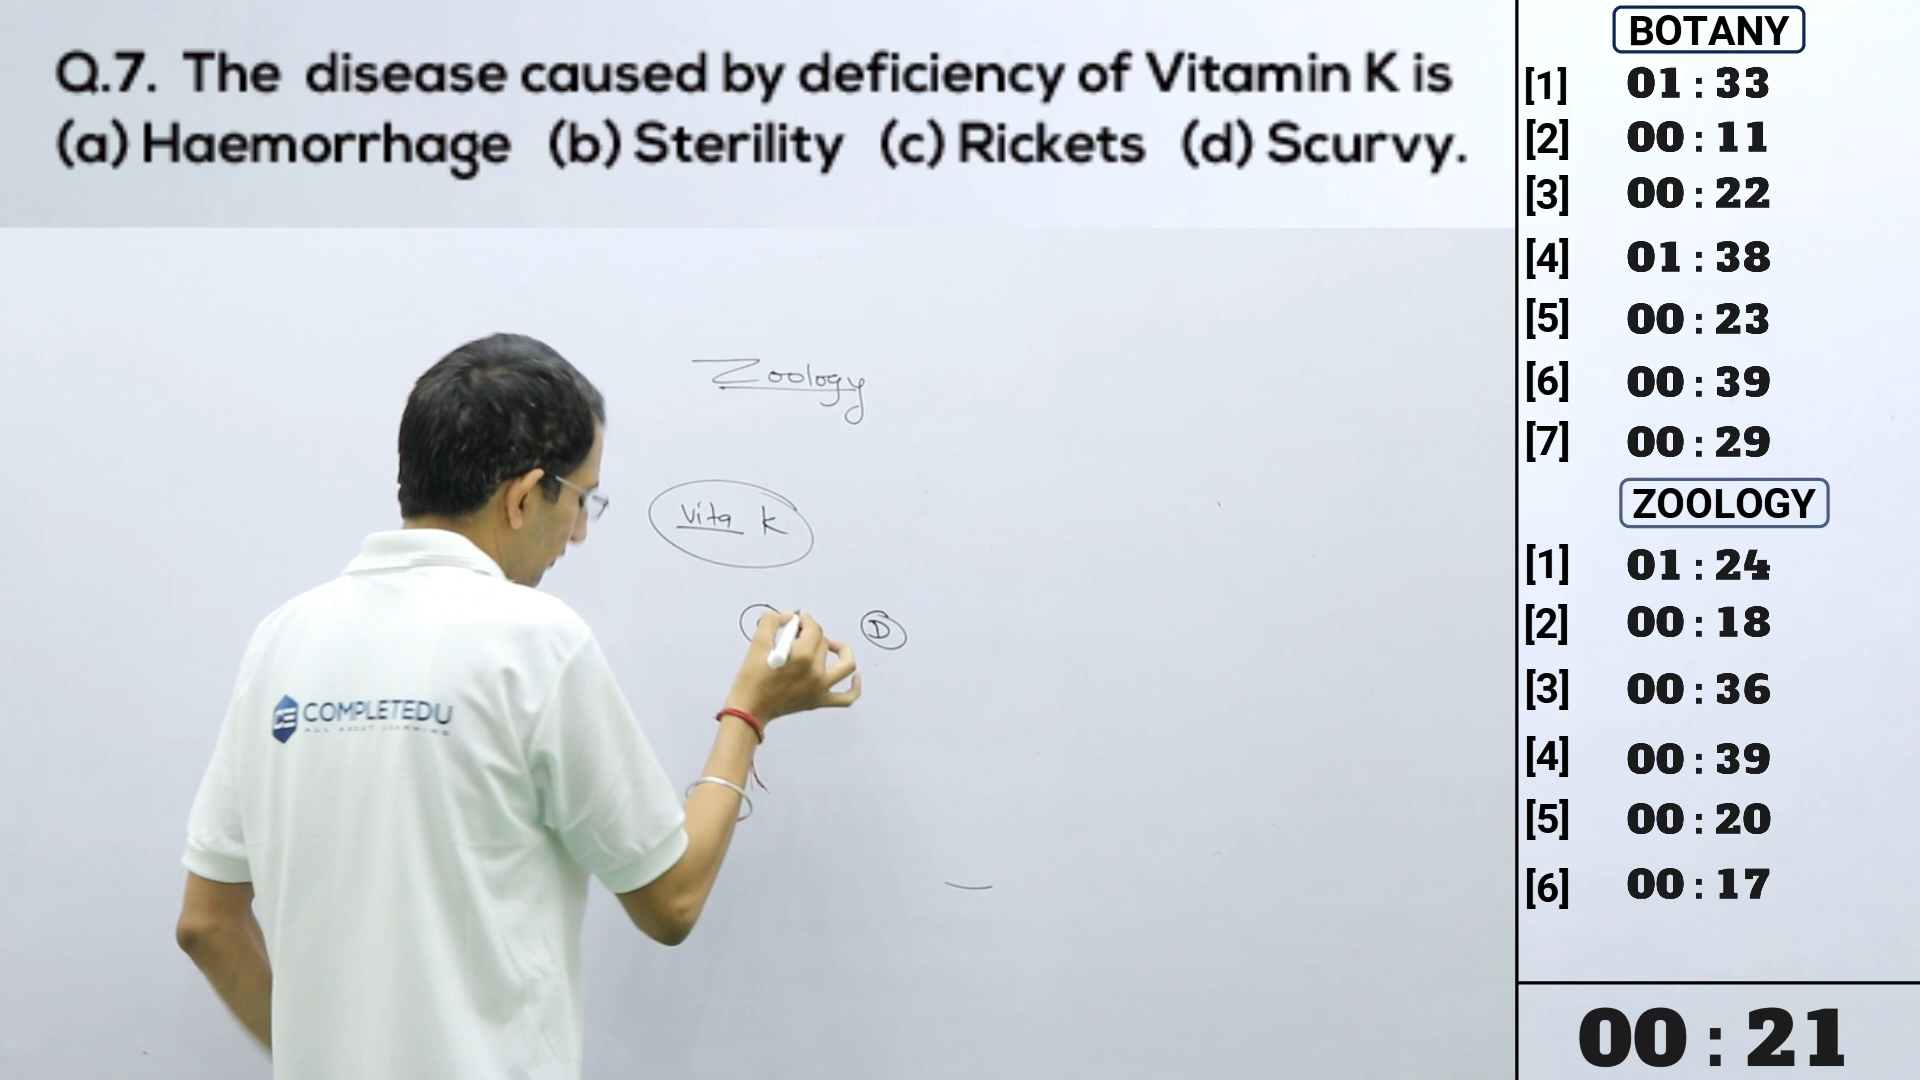 Q.7. The disease caused by deficiency of Vitamin K is
(a) Haemorrhage (b) Sterility (c) Rickets (d) Scurvy.
Zoology
Vita K
D
COMPLETEDU
ALL ABOUT LEARNING
BOTANY
[1] 01 : 33
[2] 00 : 11
[3] 00 : 22
[4] 01 : 38
[5] 00 : 23
[6] 00 : 39
[7] 00 : 29
ZOOLOGY
[1] 01 : 24
[2] 00 : 18
[3] 00 : 36
[4] 00 : 39
[5] 00 : 20
[6] 00 : 17
00 : 21